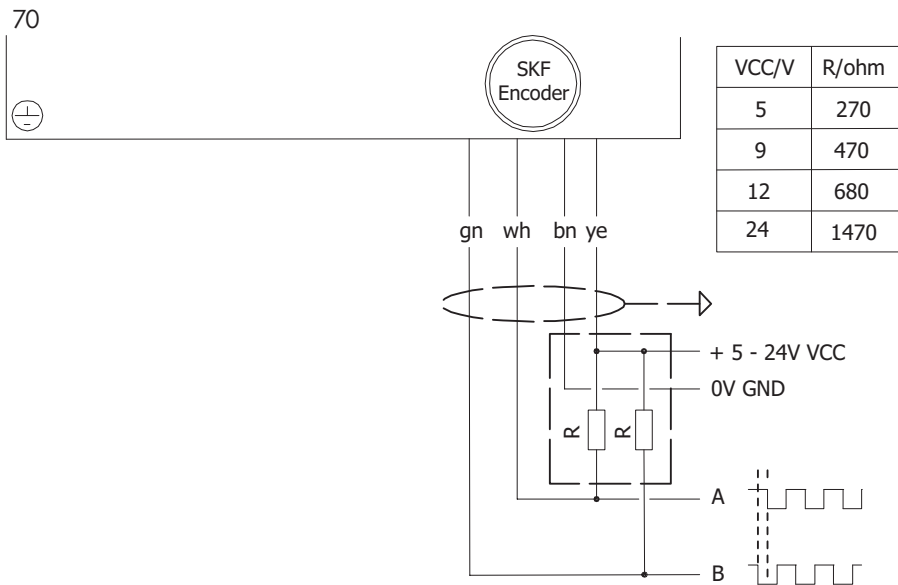 70
SKF
Encoder
VCC/V R/ohm
5 270
9 470
12 680
24 1470
gn wh bn ye
+ 5 - 24V VCC
0V GND
R R
A
B